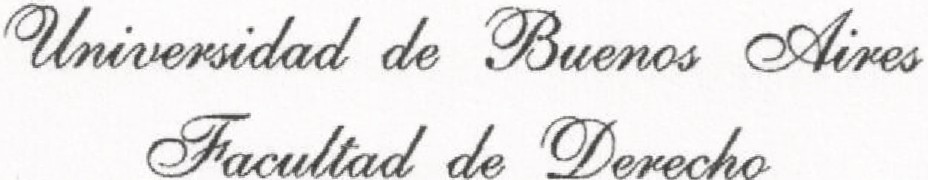 Universidad de Buenos Aires
Facultad de Derecho